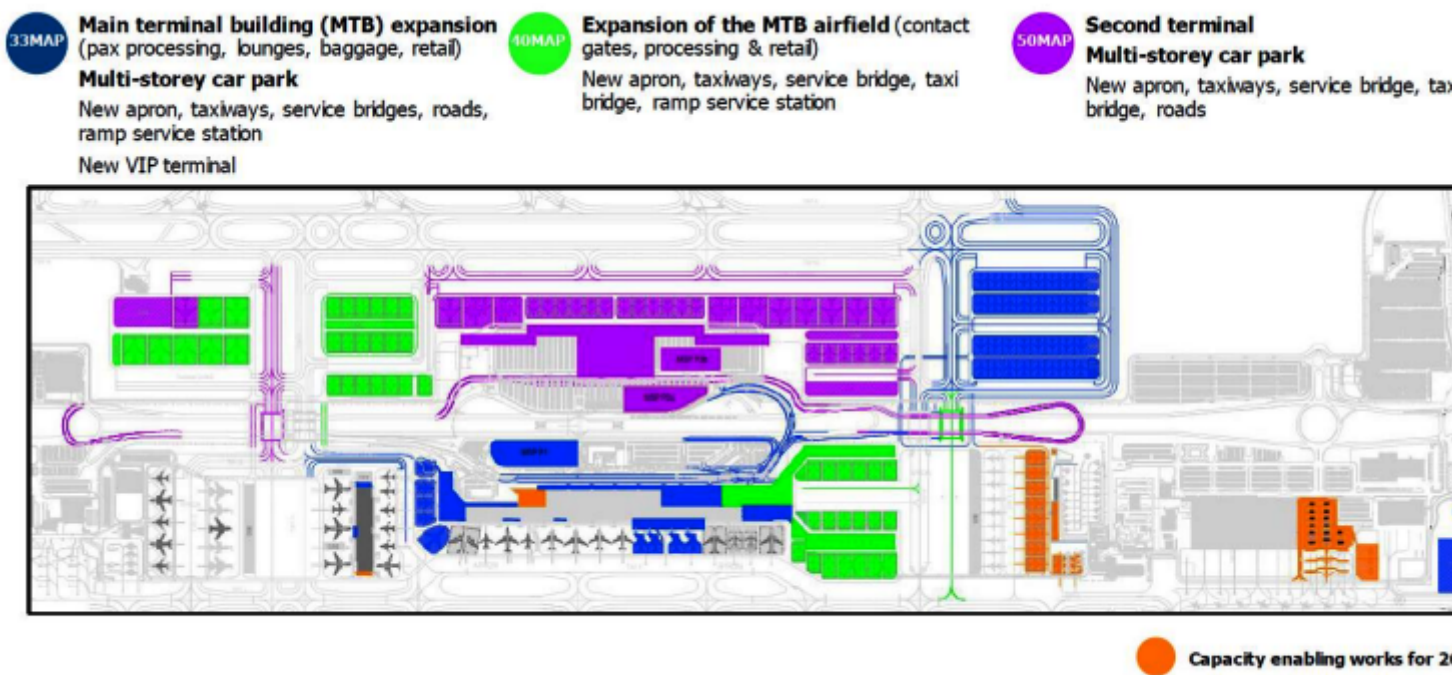 33MAP
Main terminal building (MTB) expansion
(pax processing, lounges, baggage, retail)
Multi-storey car park
New apron, taxiways, service bridges, roads,
ramp service station
New VIP terminal
40MAP
Expansion of the MTB airfield (contact
gates, processing & retail)
New apron, taxiways, service bridge, taxi
bridge, ramp service station
50MAP
Second terminal
Multi-storey car park
New apron, taxiways, service bridge,
bridge, roads
Capacity enabling works for